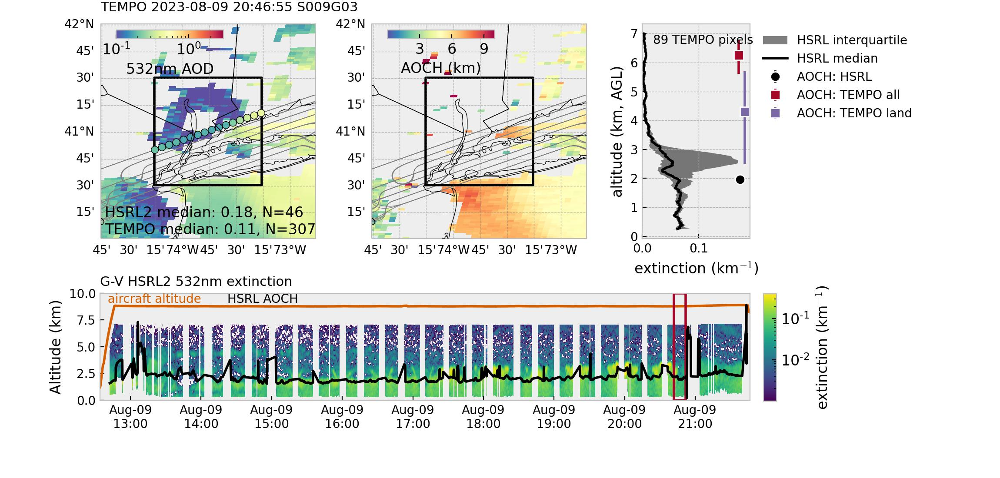 TEMPO 2023-08-09 20:46:55 S009G03
42°N
45'
30'
15'
41°N
45'
30'
15'
10⁻¹ 10⁰
532nm AOD
HSRL2 median: 0.18, N=46
TEMPO median: 0.11, N=307
45' 30' 15' 74°W 45' 30' 15' 73°W
42°N
45'
30'
15'
41°N
45'
30'
15'
3 6 9
AOCH (km)
45' 30' 15' 74°W 45' 30' 15' 73°W
altitude (km, AGL)
7
6
5
4
3
2
1
0
89 TEMPO pixels
0.0 0.1
extinction (km⁻¹)
HSRL interquartile
HSRL median
AOCH: HSRL
AOCH: TEMPO all
AOCH: TEMPO land
G-V HSRL2 532nm extinction
Altitude (km)
10.0
7.5
5.0
2.5
0.0
aircraft altitude HSRL AOCH
Aug-09 Aug-09 Aug-09 Aug-09 Aug-09 Aug-09 Aug-09 Aug-09 Aug-09
13:00 14:00 15:00 16:00 17:00 18:00 19:00 20:00 21:00
10⁻¹
10⁻²
extinction (km⁻¹)